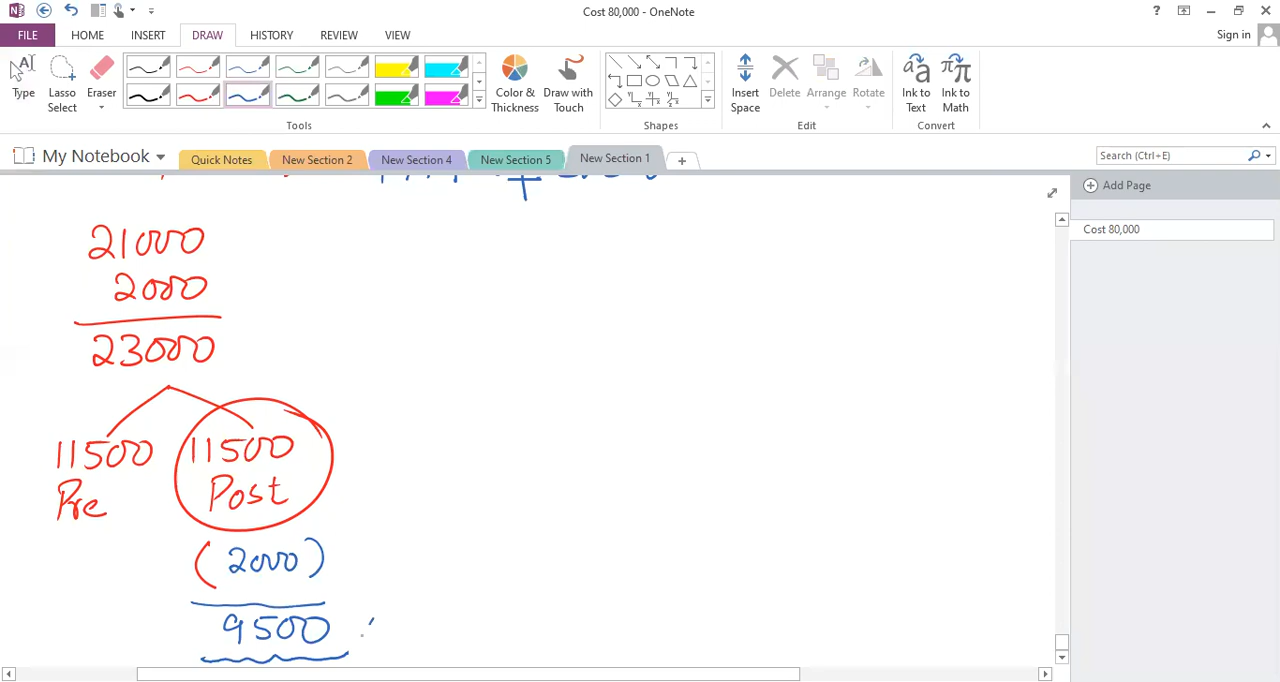 Cost 80,000 - OneNote
?
Sign in
FILE HOME INSERT DRAW HISTORY REVIEW VIEW
Type
Lasso
Select
Eraser
Color &
Thickness
Draw with
Touch
Insert
Space
Delete
Arrange
Rotate
Ink to
Text
Ink to
Math
Tools
Shapes
Edit
Convert
My Notebook
Quick Notes
New Section 2
New Section 4
New Section 5
New Section 1
Search (Ctrl+E)
Add Page
Cost 80,000
21000
2000
23000
11500 11500
Pre Post
(2000)
9500